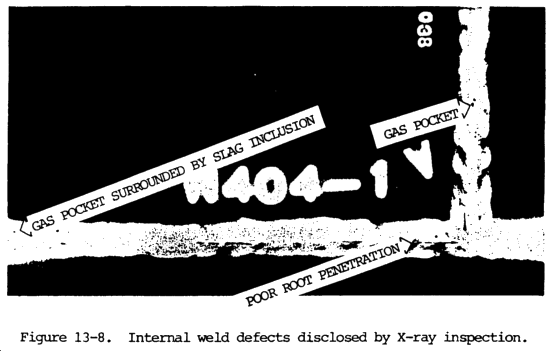 038
GAS POCKET
GAS POCKET SURROUNDED BY SLAG INCLUSION
W404-1 V
POOR ROOT PENETRATION
Figure 13-8. Internal weld defects disclosed by X-ray inspection.